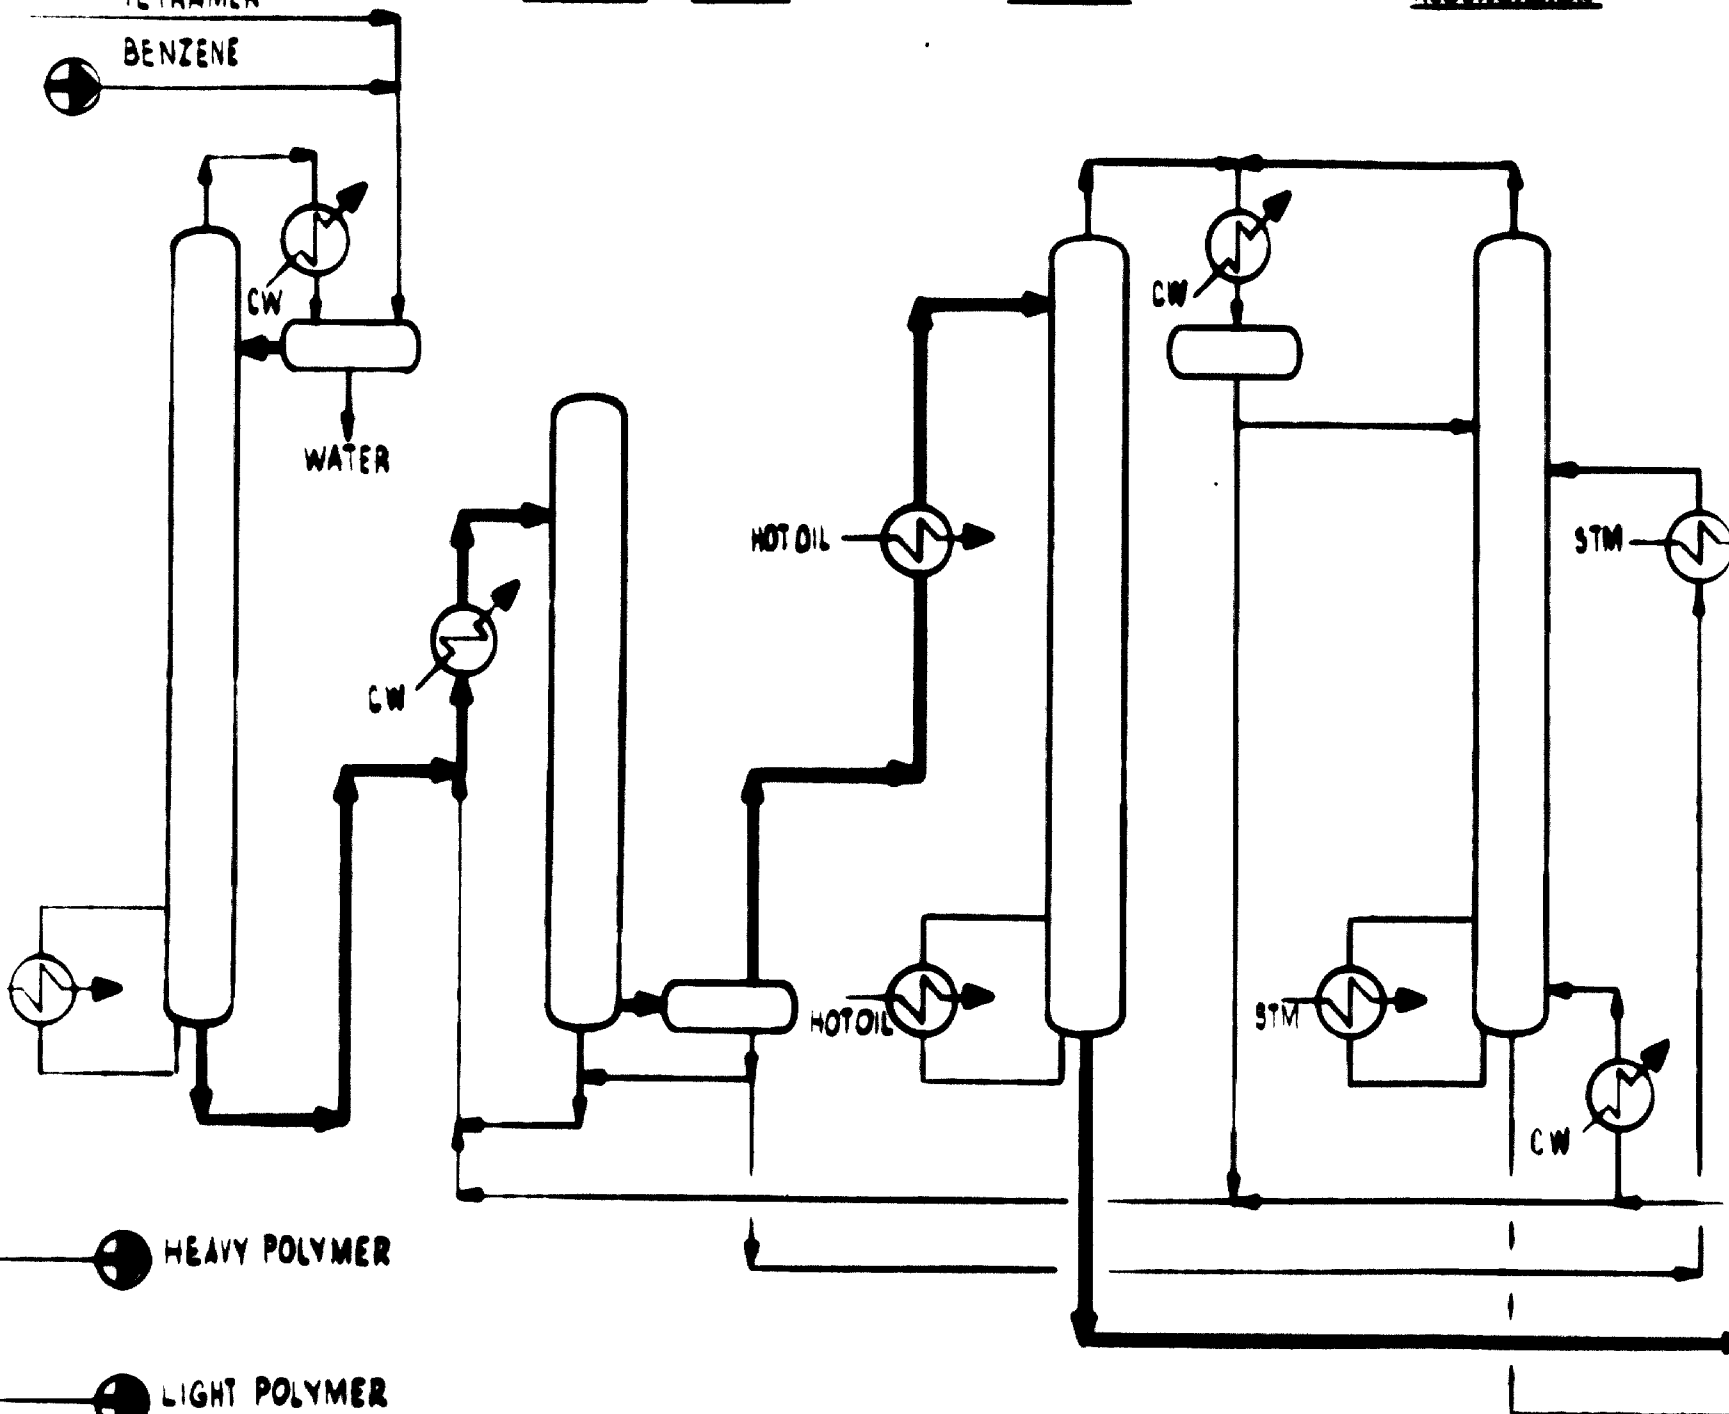 BENZENE
CW
CW
WATER
HOT OIL
STM
CW
HOT OIL
STM
CW
HEAVY POLYMER
LIGHT POLYMER